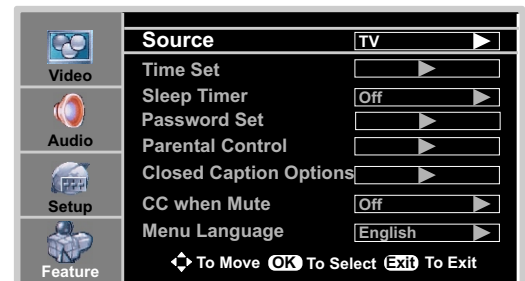 Video
Audio
Setup
Feature
Source TV
Time Set
Sleep Timer Off
Password Set
Parental Control
Closed Caption Options
CC when Mute Off
Menu Language English
To Move OK To Select Exit To Exit